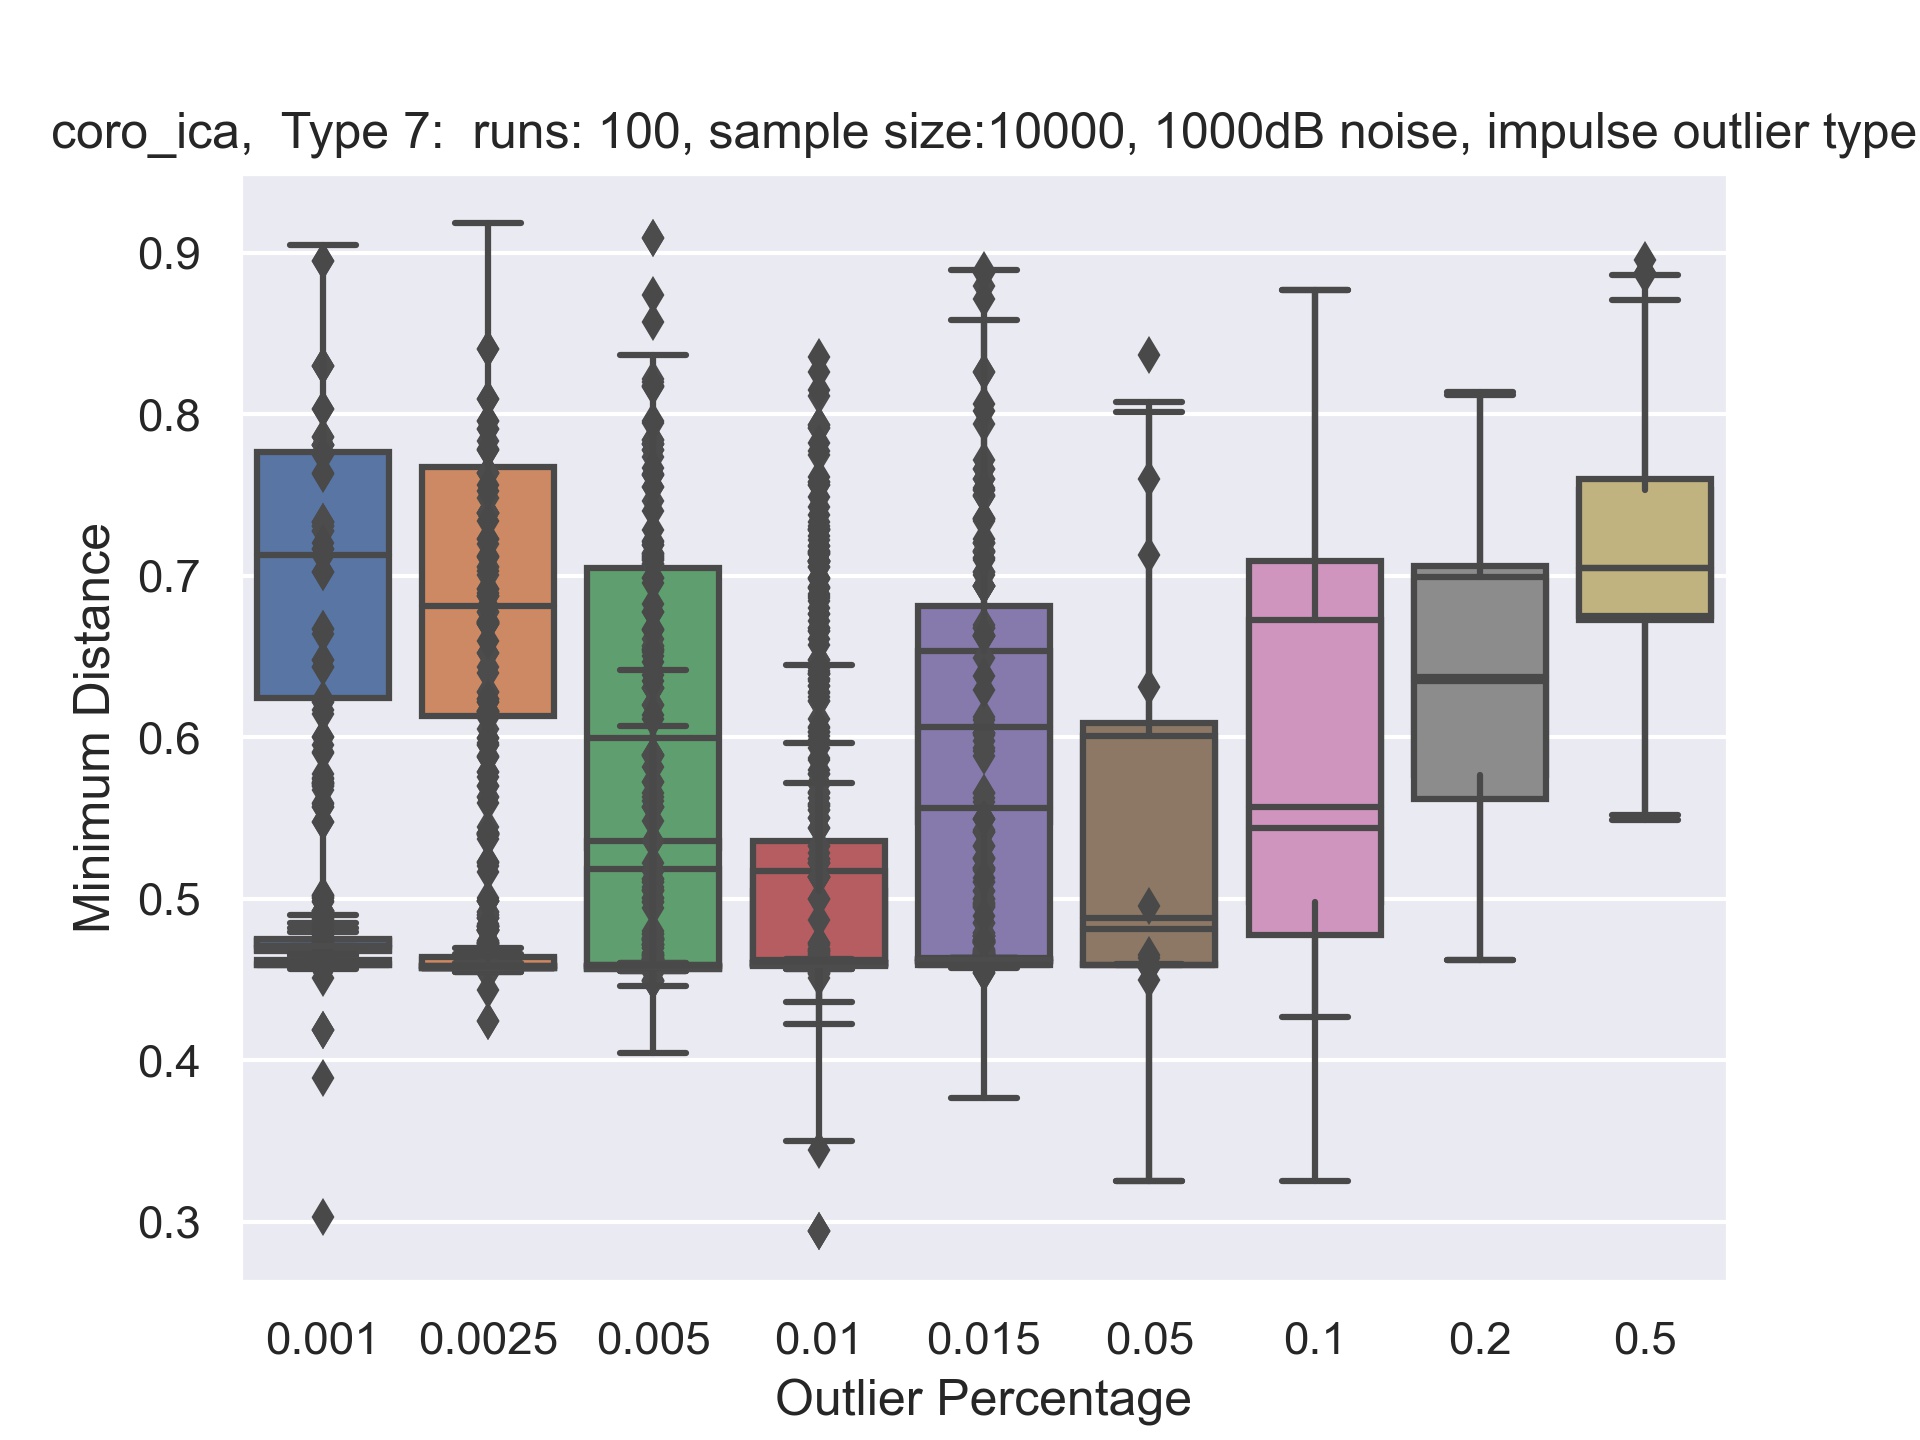 coro_ica,  Type 7:  runs: 100, sample size:10000, 1000dB noise, impulse outlier type
0.9
0.8
0.7
0.6
0.5
0.4
0.3
Minimum Distance
0.001 0.0025 0.005 0.01 0.015 0.05 0.1 0.2 0.5
Outlier Percentage